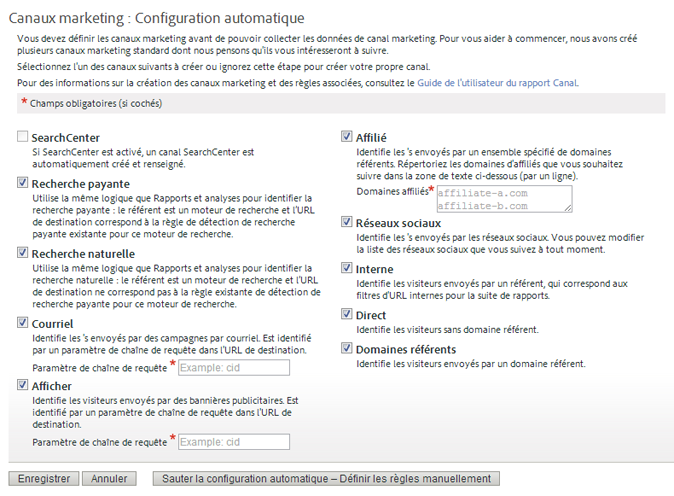 Canaux marketing : Configuration automatique
Vous devez définir les canaux marketing avant de pouvoir collecter les données de canal marketing. Pour vous aider à commencer, nous avons créé
plusieurs canaux marketing standard dont nous pensons qu'ils vous intéresseront à suivre.
Sélectionnez l'un des canaux suivants à créer ou ignorez cette étape pour créer votre propre canal.
Pour des informations sur la création des canaux marketing et des règles associées, consultez le Guide de l'utilisateur du rapport Canal.
* Champs obligatoires (si cochés)
SearchCenter
Si SearchCenter est activé, un canal SearchCenter est
automatiquement créé et renseigné.
Recherche payante
Utilise la même logique que Rapports et analyses pour identifier la
recherche payante : le référent est un moteur de recherche et l'URL
de destination correspond à la règle de détection de recherche
payante existante pour ce moteur de recherche.
Recherche naturelle
Utilise la même logique que Rapports et analyses pour identifier la
recherche naturelle : le référent est un moteur de recherche et l'URL
de destination ne correspond pas à la règle existante de détection de
recherche payante pour ce moteur de recherche.
Courriel
Identifie les 's envoyés par des campagnes par courriel. Est identifié
par un paramètre de chaîne de requête dans l'URL de destination.
Paramètre de chaîne de requête * Example: cid
Afficher
Identifie les visiteurs envoyés par des bannières publicitaires. Est
identifié par un paramètre de chaîne de requête dans l'URL de
destination.
Paramètre de chaîne de requête * Example: cid
Affilié
Identifie les 's envoyés par un ensemble spécifié de domaines
référents. Répertoriez les domaines d'affiliés que vous souhaitez
suivre dans la zone de texte ci-dessous (par un ligne).
Domaines affiliés* affiliate-a.com
affiliate-b.com
Réseaux sociaux
Identifie les 's envoyés par les réseaux sociaux. Vous pouvez modifier
la liste des réseaux sociaux que vous suivez à tout moment.
Interne
Identifie les visiteurs envoyés par un référent, qui correspond aux
filtres d'URL internes pour la suite de rapports.
Direct
Identifie les visiteurs sans domaine référent.
Domaines référents
Identifie les visiteurs envoyés par un domaine référent.
Enregistrer Annuler Sauter la configuration automatique – Définir les règles manuellement